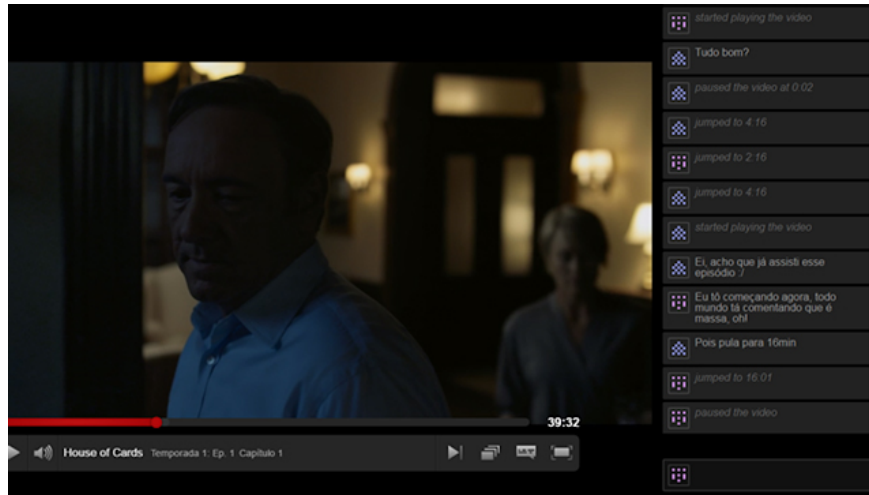 started playing the video
Tudo bom?
paused the video at 0:02
jumped to 4:16
jumped to 2:16
jumped to 4:16
started playing the video
Ei, acho que já assisti esse
episódio :/
Eu tô começando agora, todo
mundo tá comentando que é
massa, oh!
Pois pula para 16min
jumped to 16:01
paused the video
39:32
House of Cards Temporada 1: Ep. 1 Capítulo 1